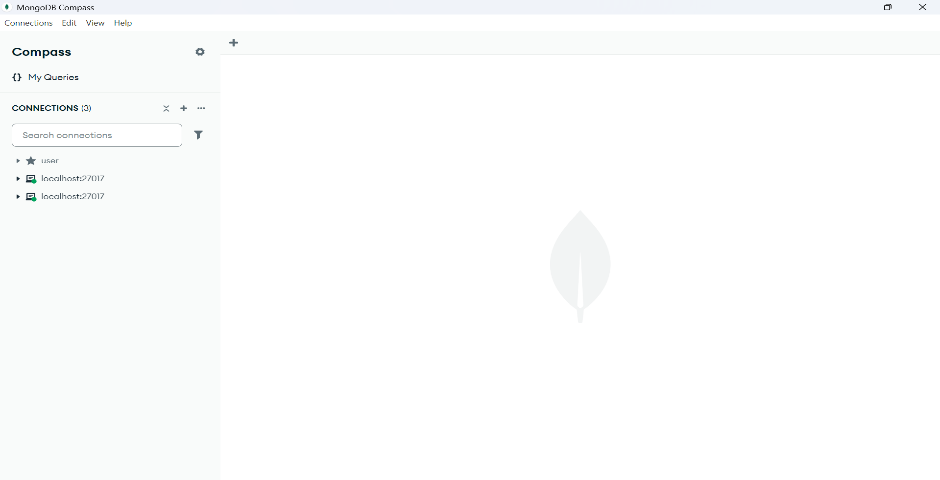 MongoDB Compass
Connections Edit View Help
Compass
{} My Queries
CONNECTIONS (3)
Search connections
user
localhost:27017
localhost:27017